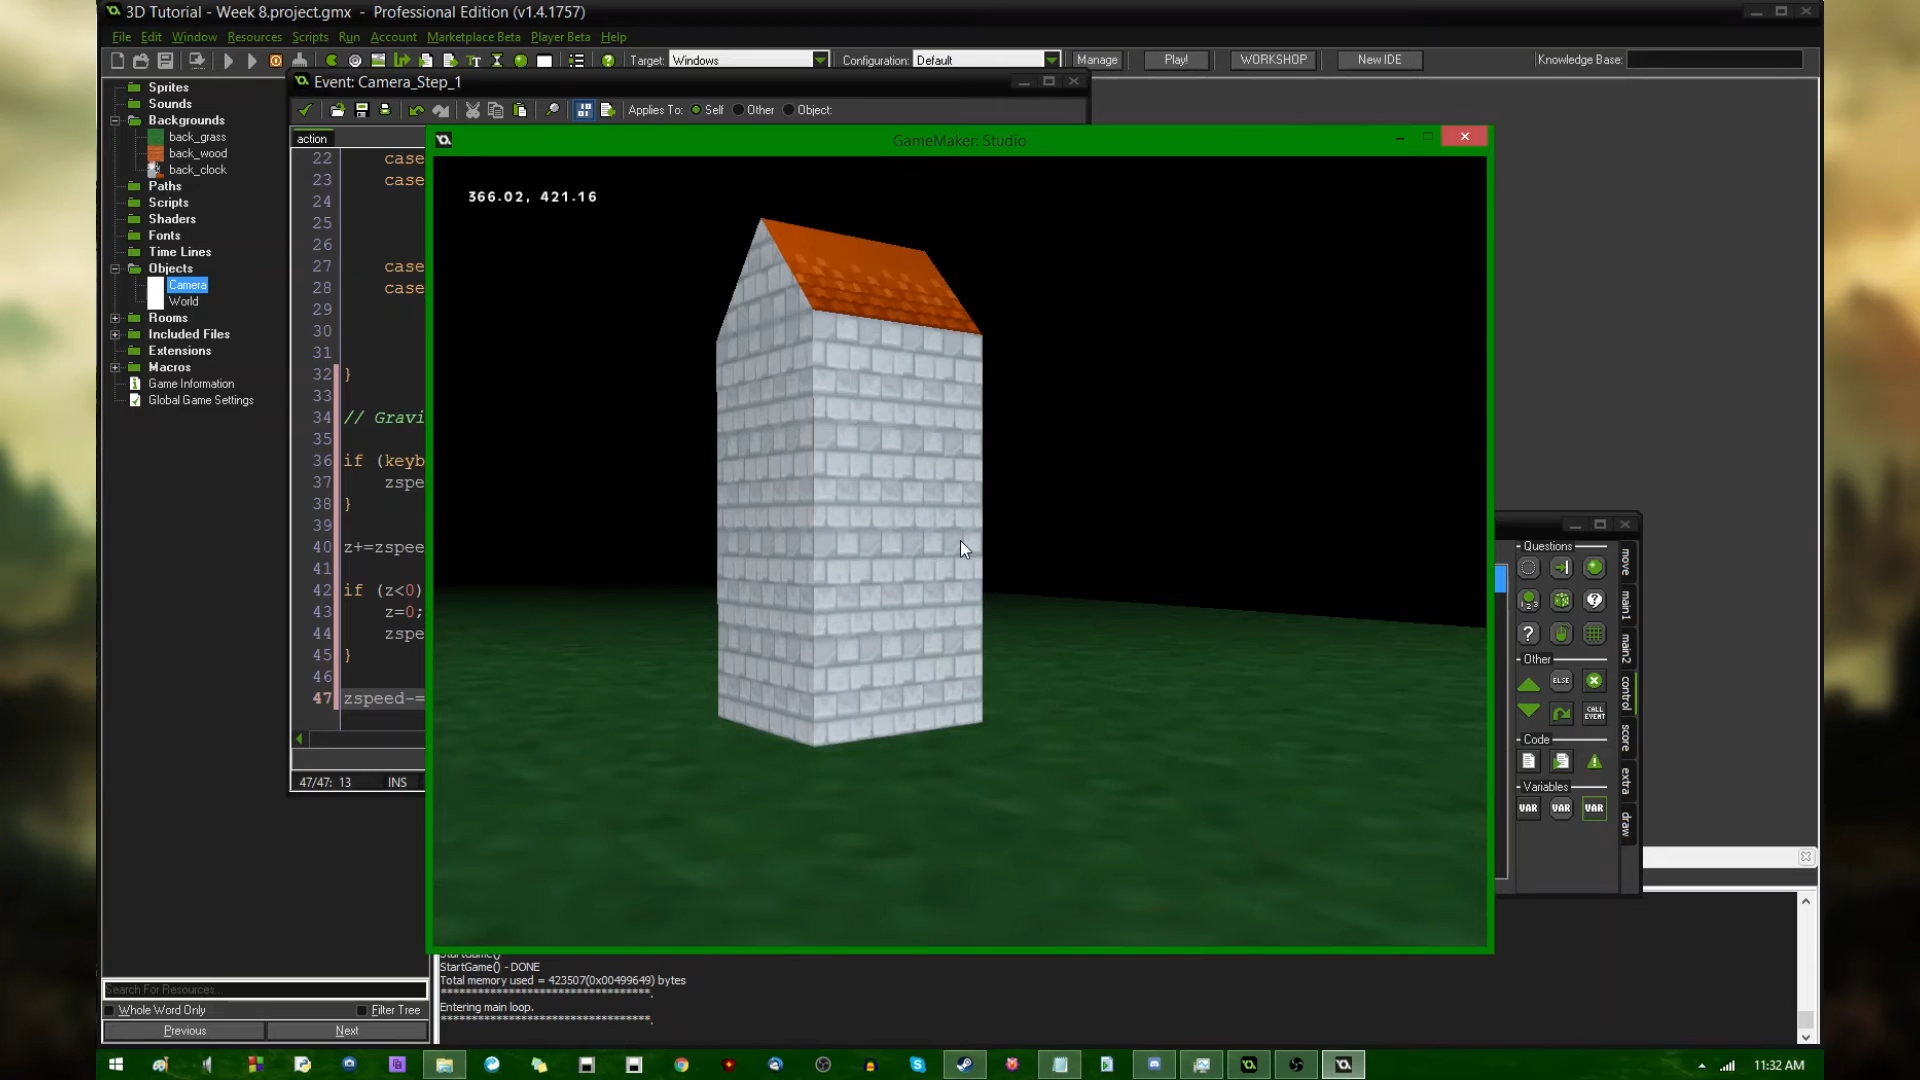 3D Tutorial - Week 8.project.gmx - Professional Edition (v1.4.1757)
File Edit Window Resources Scripts Run Account Marketplace Beta Player Beta Help
Target: Windows Configuration: Default Manage Play! WORKSHOP New IDE Knowledge Base:
Sprites
Sounds
Backgrounds
back_grass
back_wood
back_clock
Paths
Scripts
Shaders
Fonts
Time Lines
Objects
Camera
World
Rooms
Included Files
Extensions
Macros
Game Information
Global Game Settings
Search For Resources...
Whole Word Only Filter Tree
Previous Next
Event: Camera_Step_1
Applies To: Self Other Object:
action
22 case
23 case
24
25
26
27 case
28 case
29
30
31
32 }
33
34 // Gravi
35
36 if (keyb
37 zspe
38 }
39
40 z+=zspee
41
42 if (z<0)
43 z=0;
44 zspe
45 }
46
47 zspeed-=
47/47: 13 INS
GameMaker: Studio
366.02, 421.16
Questions
Other
ELSE
CALL EVENT
Code
Variables
VAR VAR VAR
move
main1
main2
control
score
extra
draw
StartGame()
StartGame() - DONE
Total memory used = 423507(0x00499649) bytes
**********************************.
Entering main loop.
**********************************.
11:32 AM